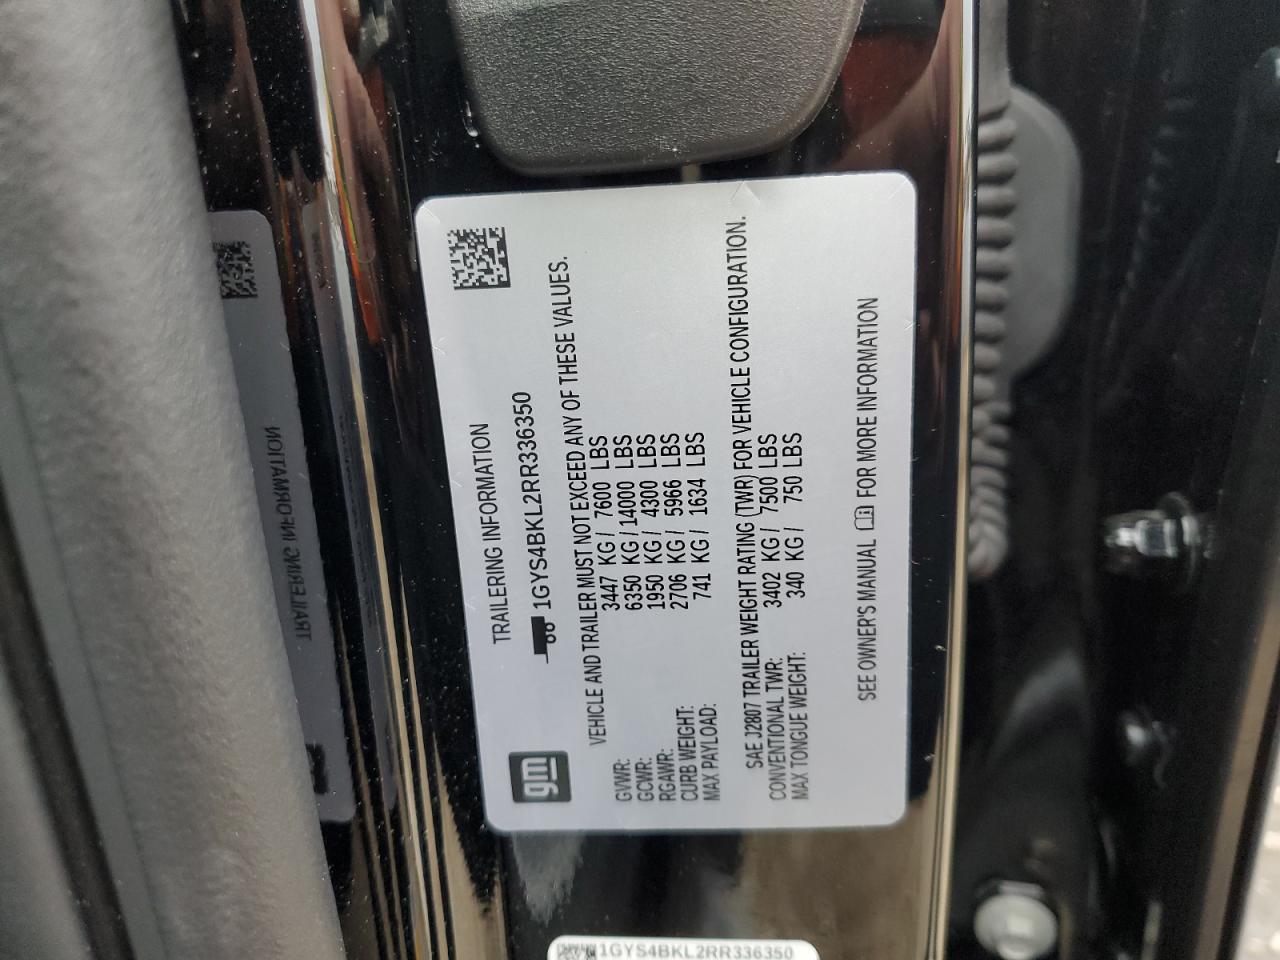 TRAILERING INFORMATION
1GYS4BKL2RR336350
gm
VEHICLE AND TRAILER MUST NOT EXCEED ANY OF THESE VALUES.
GVWR: 3447 KG / 7600 LBS
GCWR: 6350 KG / 14000 LBS
RGAWR: 1950 KG / 4300 LBS
CURB WEIGHT: 2706 KG / 5966 LBS
MAX PAYLOAD: 741 KG / 1634 LBS
SAE J2807 TRAILER WEIGHT RATING (TWR) FOR VEHICLE CONFIGURATION.
CONVENTIONAL TWR: 3402 KG / 7500 LBS
MAX TONGUE WEIGHT: 340 KG / 750 LBS
SEE OWNER'S MANUAL FOR MORE INFORMATION
1GYS4BKL2RR336350
TRAILERING INFORMATION